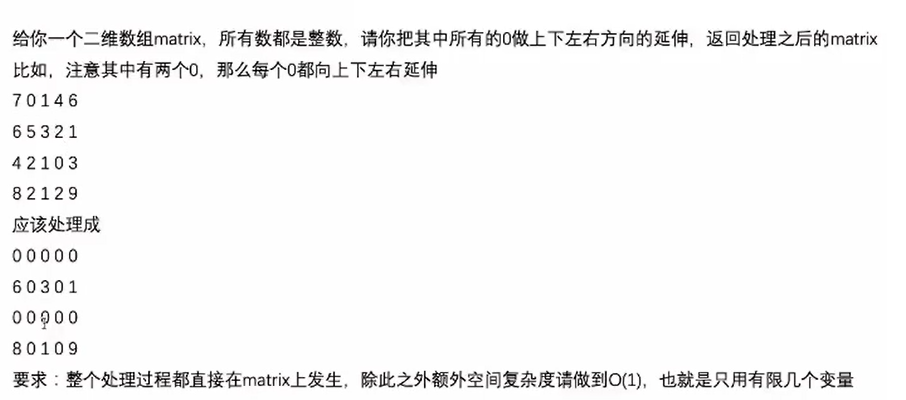 给你一个二维数组matrix，所有数都是整数，请你把其中所有的0做上下左右方向的延伸，返回处理之后的matrix
比如，注意其中有两个0，那么每个0都向上下左右延伸
7 0 1 4 6
6 5 3 2 1
4 2 1 0 3
8 2 1 2 9
应该处理成
0 0 0 0 0
6 0 3 0 1
0 0 0 0 0
8 0 1 0 9
要求：整个处理过程都直接在matrix上发生，除此之外额外空间复杂度请做到O(1)，也就是只用有限几个变量